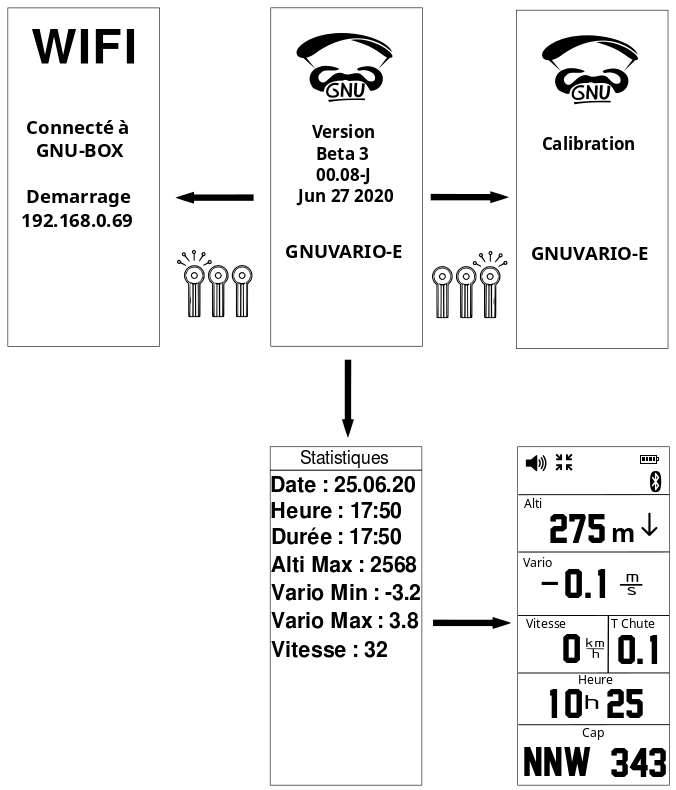 WIFI
Connecté à
GNU-BOX
Demarrage
192.168.0.69
GNU
Version
Beta 3
00.08-J
Jun 27 2020
GNUVARIO-E
GNU
Calibration
GNUVARIO-E
Statistiques
Date : 25.06.20
Heure : 17:50
Durée : 17:50
Alti Max : 2568
Vario Min : -3.2
Vario Max : 3.8
Vitesse : 32
Alti
275 m
Vario
-0.1 m/s
Vitesse
0 km/h
T Chute
0.1
Heure
10h 25
Cap
NNW 343